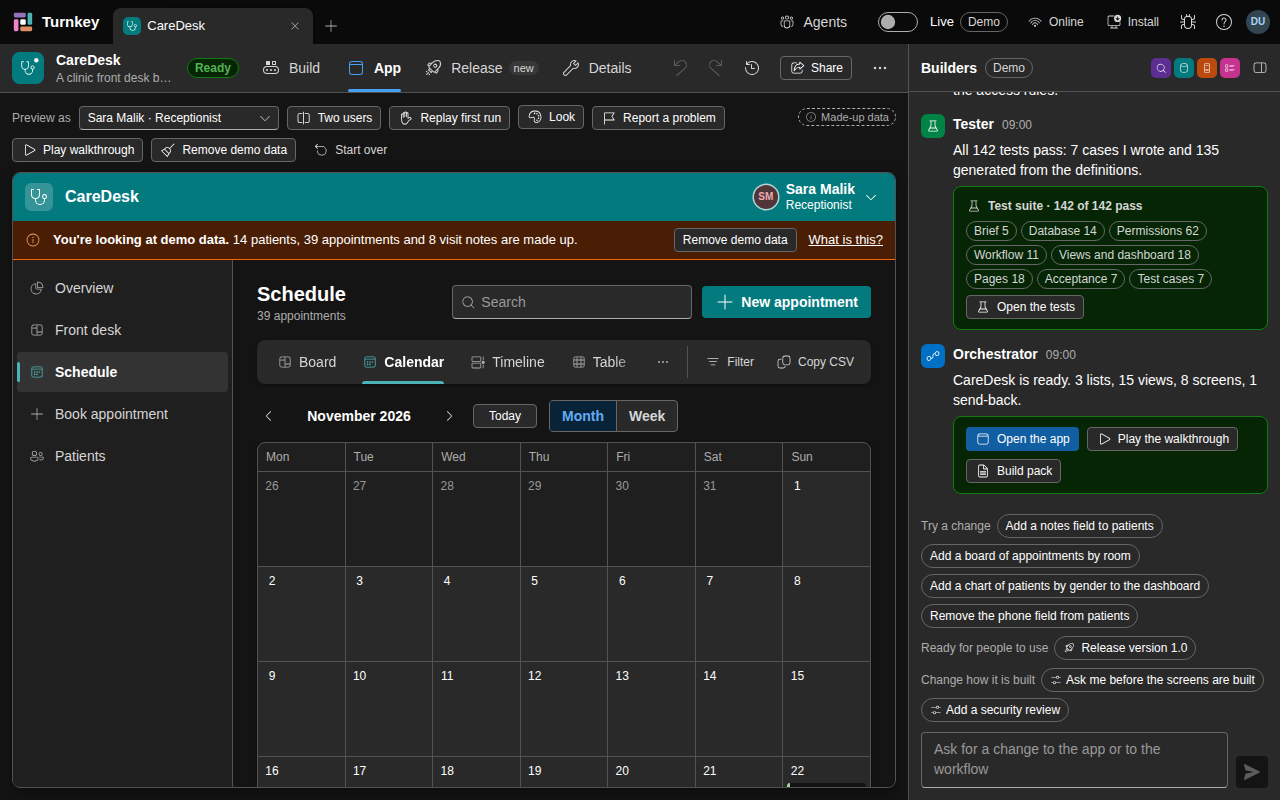 Turnkey
CareDesk
Agents
Live
Demo
Online
Install
DU
CareDesk
A clinic front desk b…
Ready
Build
App
Release new
Details
Share
Preview as
Sara Malik · Receptionist
Two users
Replay first run
Look
Report a problem
Made-up data
Play walkthrough
Remove demo data
Start over
CareDesk
SM
Sara Malik
Receptionist
You're looking at demo data. 14 patients, 39 appointments and 8 visit notes are made up.
Remove demo data
What is this?
Overview
Front desk
Schedule
Book appointment
Patients
Schedule
39 appointments
Search
New appointment
Board
Calendar
Timeline
Table
Filter
Copy CSV
November 2026
Today
Month
Week
Mon Tue Wed Thu Fri Sat Sun
26 27 28 29 30 31 1
2 3 4 5 6 7 8
9 10 11 12 13 14 15
16 17 18 19 20 21 22
Builders
Demo
the access rules.
Tester 09:00
All 142 tests pass: 7 cases I wrote and 135
generated from the definitions.
Test suite · 142 of 142 pass
Brief 5
Database 14
Permissions 62
Workflow 11
Views and dashboard 18
Pages 18
Acceptance 7
Test cases 7
Open the tests
Orchestrator 09:00
CareDesk is ready. 3 lists, 15 views, 8 screens, 1
send-back.
Open the app
Play the walkthrough
Build pack
Try a change
Add a notes field to patients
Add a board of appointments by room
Add a chart of patients by gender to the dashboard
Remove the phone field from patients
Ready for people to use
Release version 1.0
Change how it is built
Ask me before the screens are built
Add a security review
Ask for a change to the app or to the
workflow